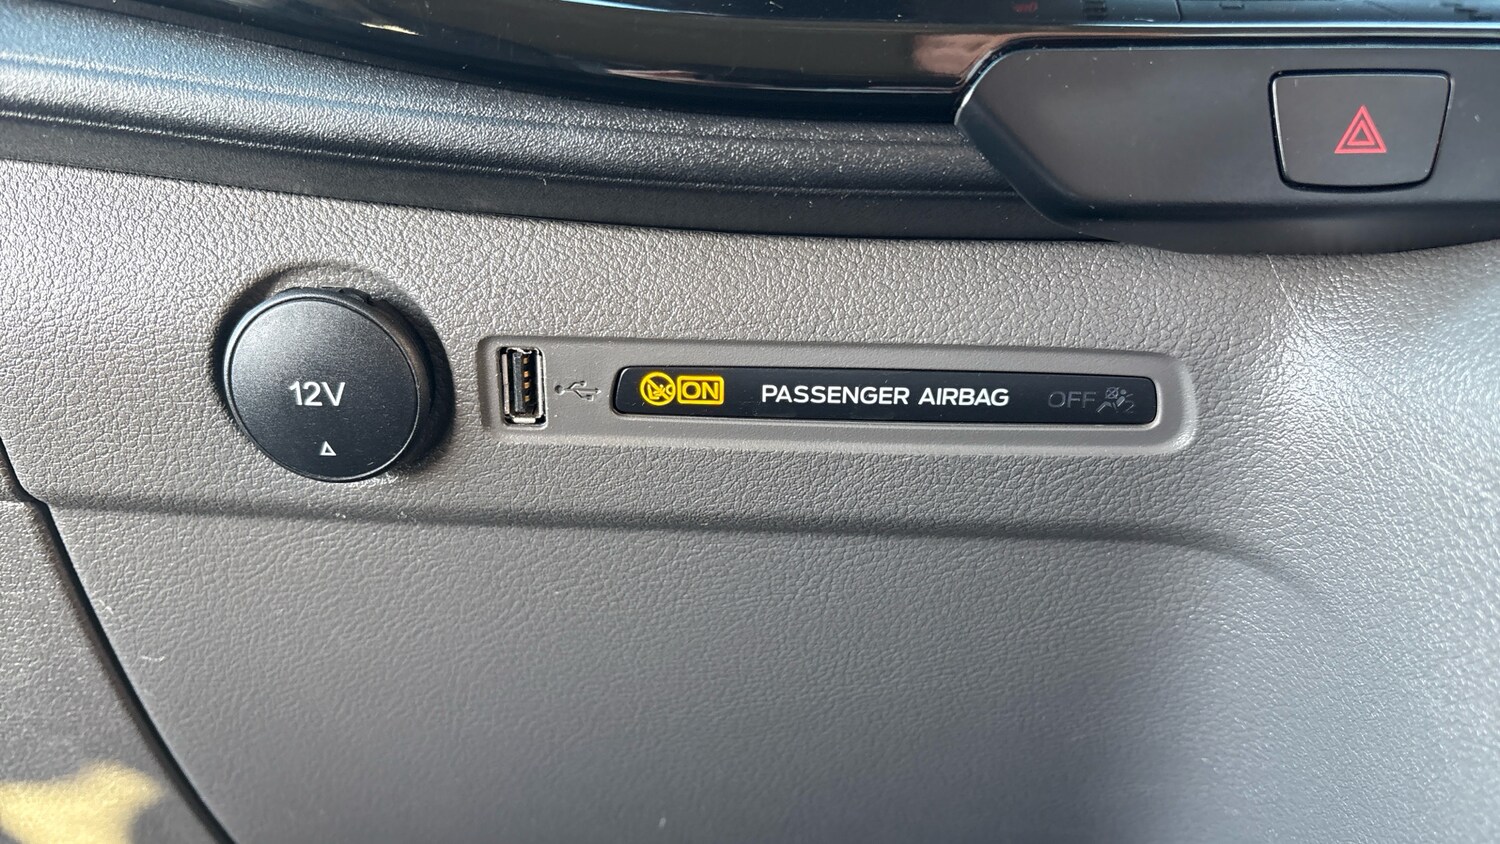 12V
ON PASSENGER AIRBAG OFF